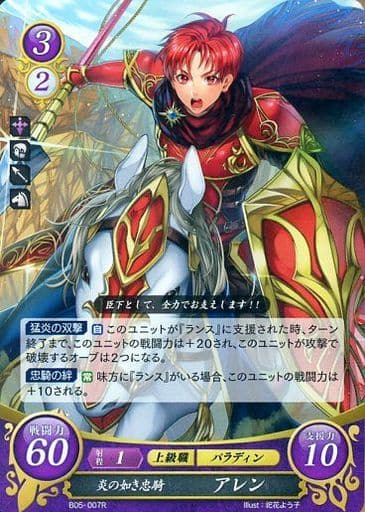 3
2
臣下として、全力でおまえします!!
猛炎の双撃 自 このユニットが『ランス』に支援された時、ターン
終了まで、このユニットの戦闘力は+20され、このユニットが攻撃で
破壊するオーブは2つになる。
忠騎の絆 常 味方に『ランス』がいる場合、このユニットの戦闘力は
+10される。
戦闘力
60
射程 1
上級職
パラディン
支援力
10
炎の如き忠騎 アレン
B05-007R
Illust:祀花よう子